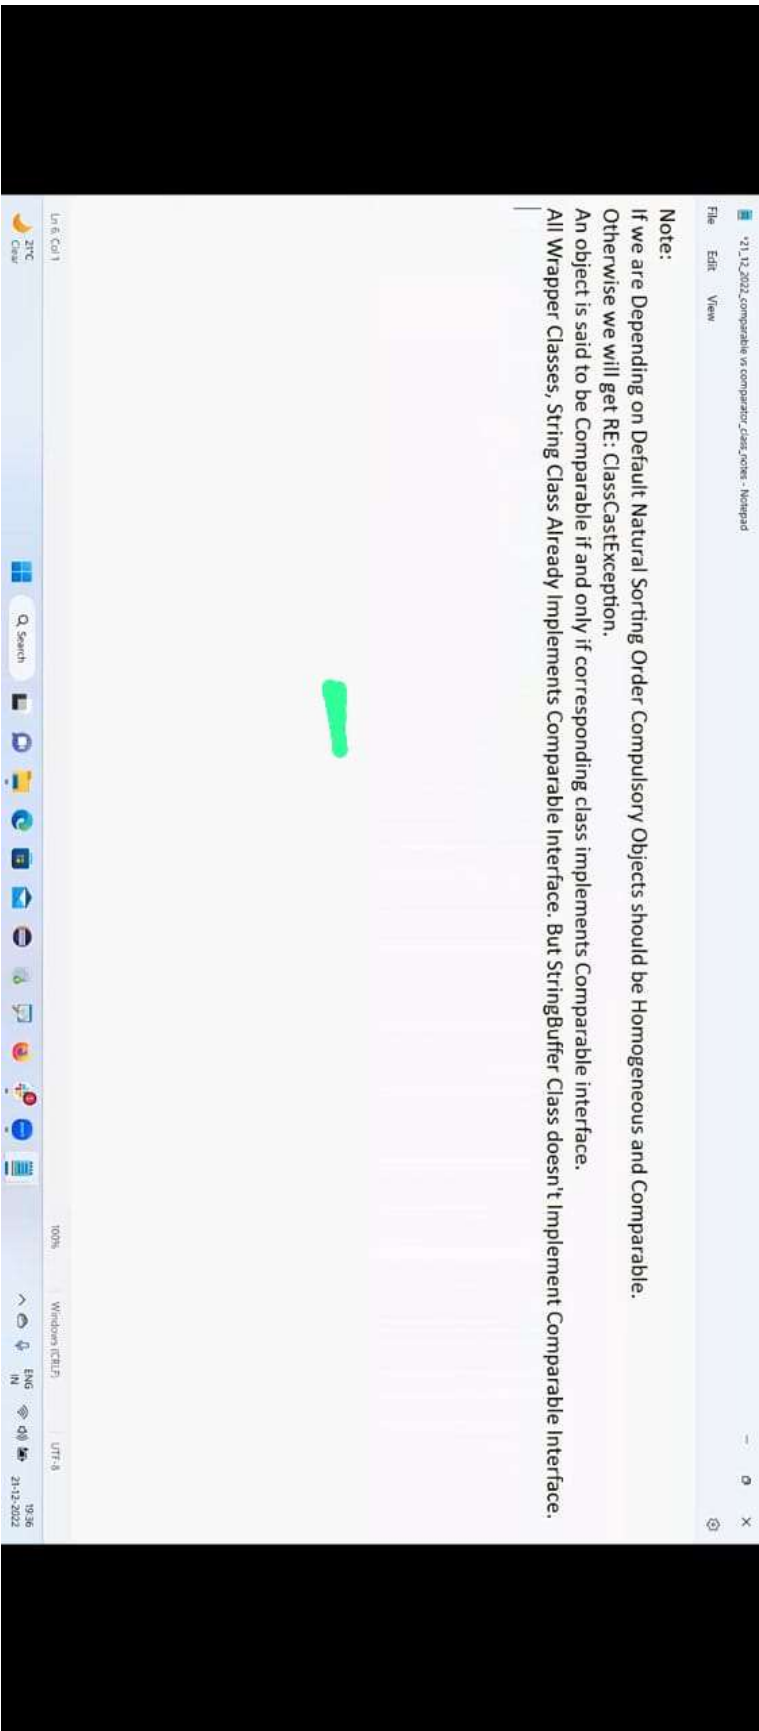 *21_12_2022_comparable vs comparator_class_notes - Notepad
File Edit View
Note:
If we are Depending on Default Natural Sorting Order Compulsory Objects should be Homogeneous and Comparable.
Otherwise we will get RE: ClassCastException.
An object is said to be Comparable if and only if corresponding class implements Comparable interface.
All Wrapper Classes, String Class Already Implements Comparable Interface. But StringBuffer Class doesn't Implement Comparable Interface.
Ln 6, Col 1 100% Windows (CRLF) UTF-8
21°C
Clear
Search
ENG
IN
19:36
21-12-2022